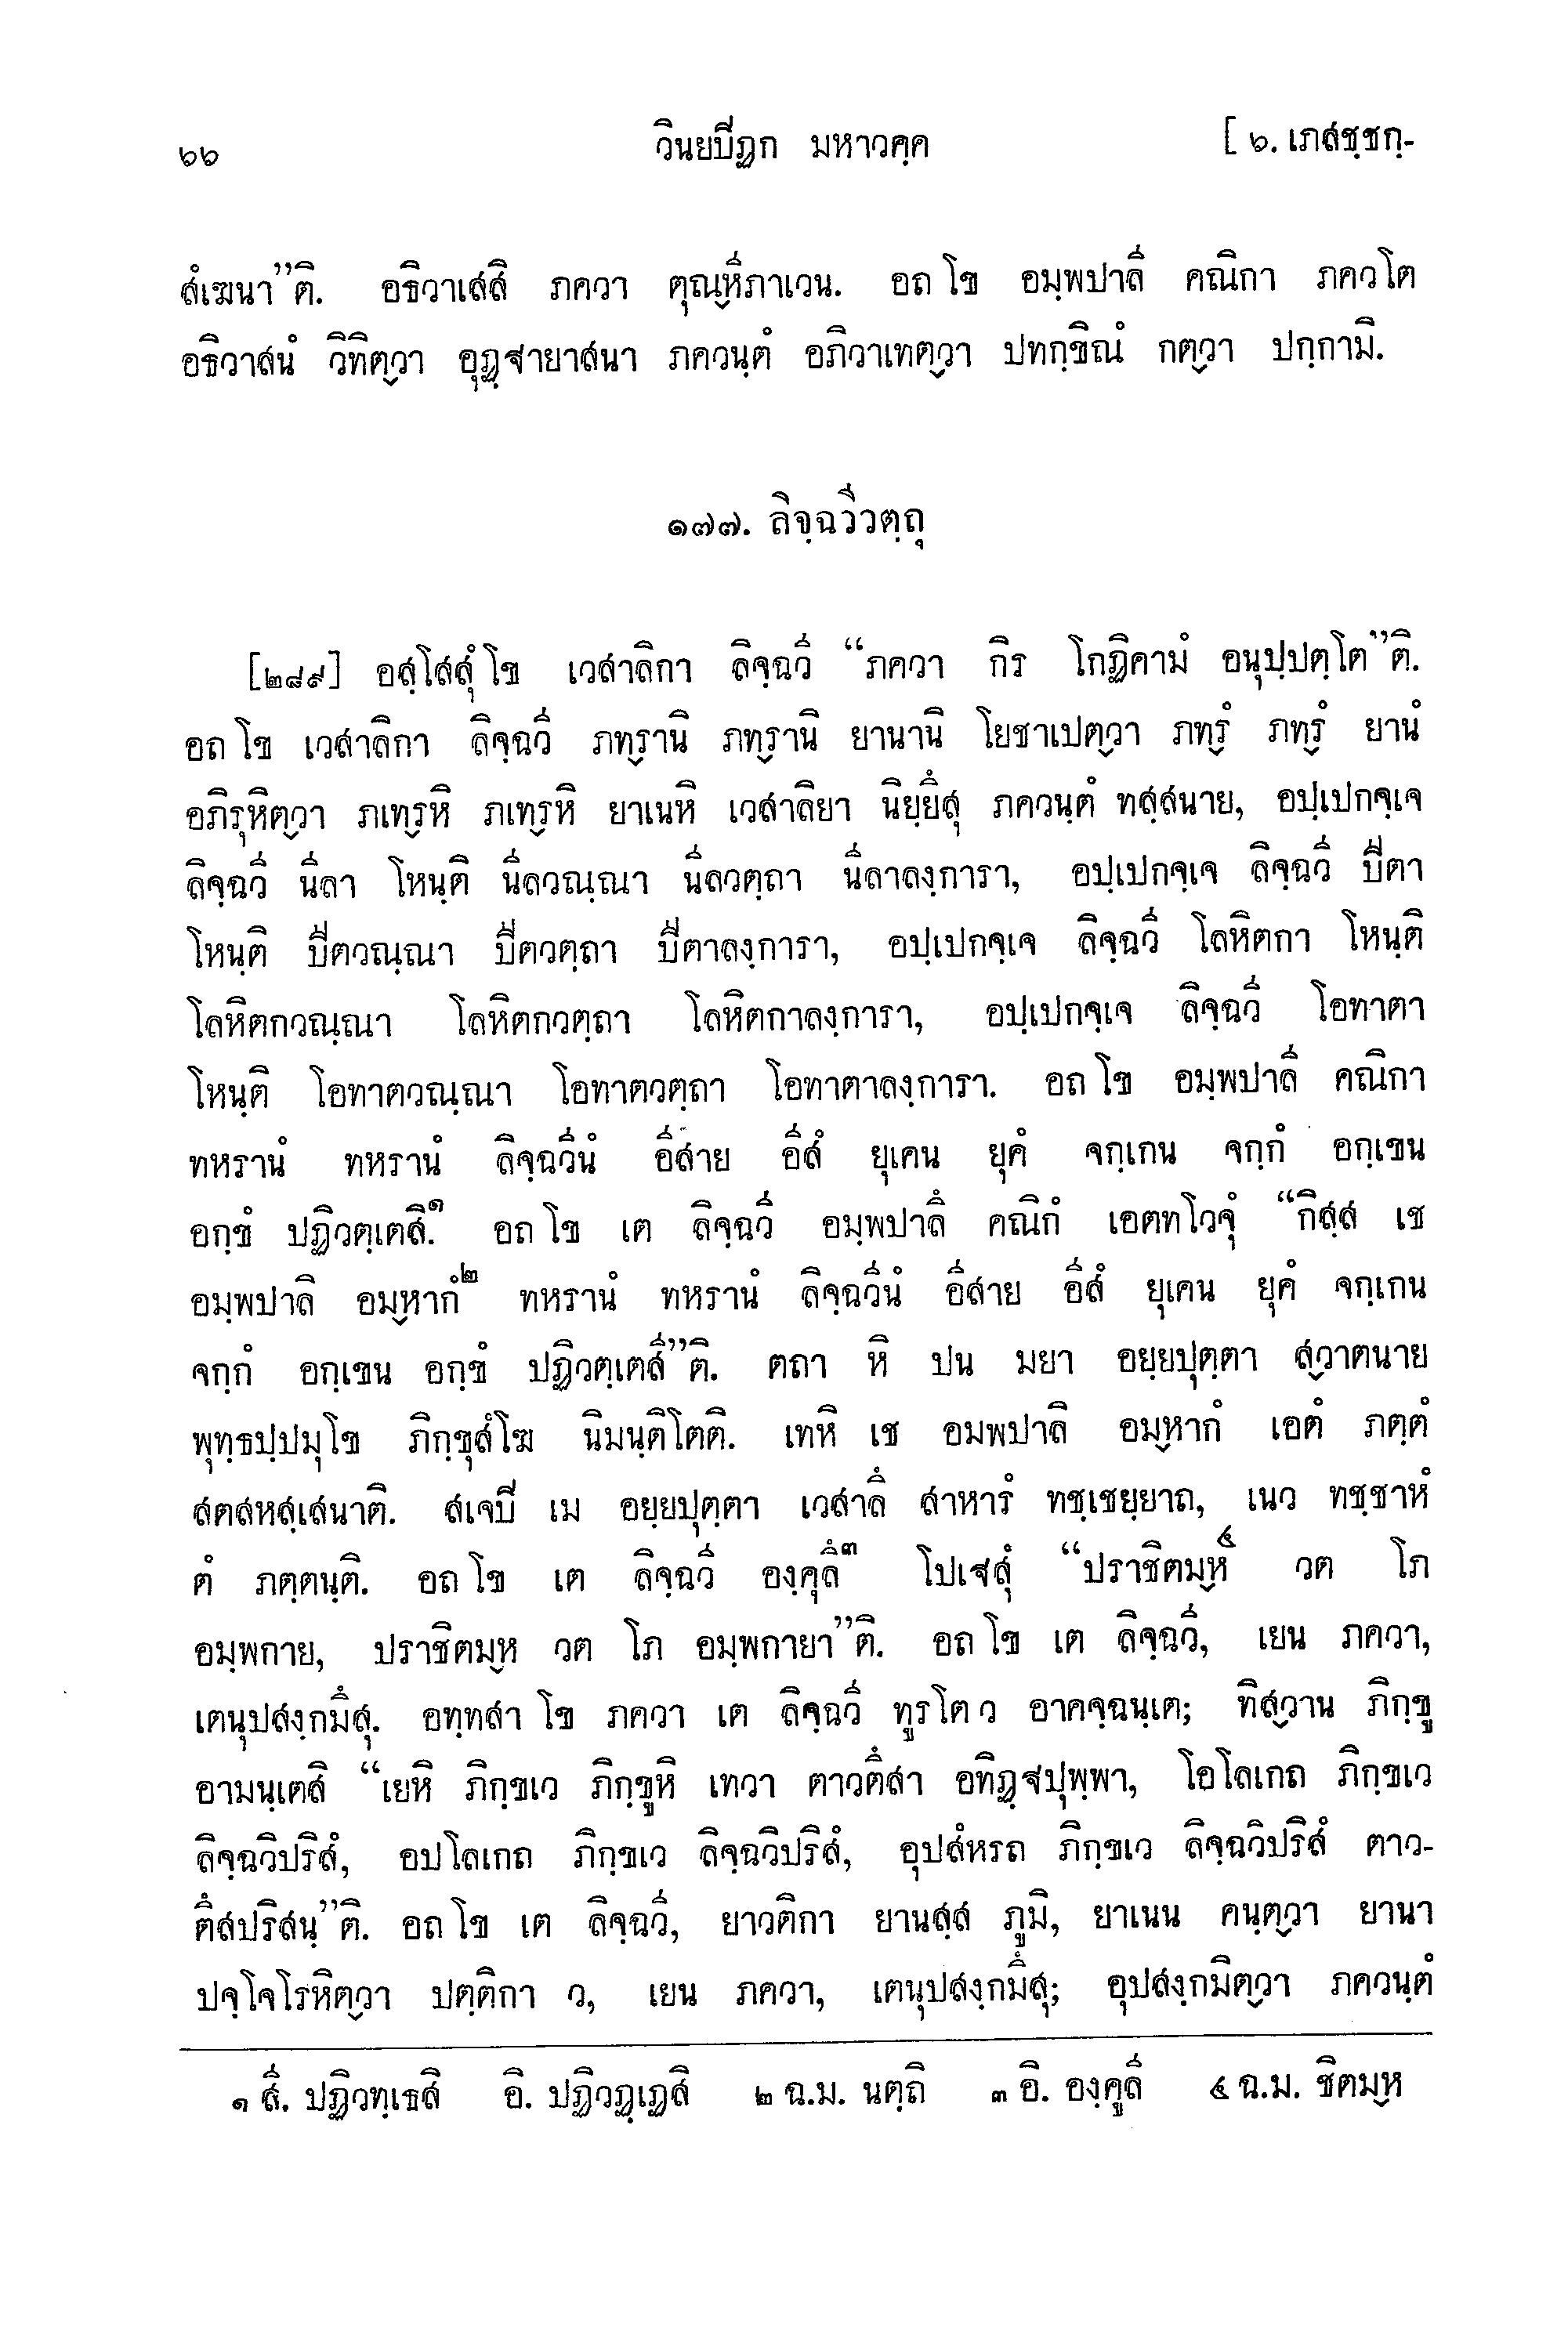 ๖๖ วินยปิฏก มหาวคฺค [ ๖. เภสชฺชกฺ-
สํเฆนา”ติ. อธิวาเสสิ ภควา ตุณฺหีภาเวน. อถ โข อมฺพปาลี คณิกา ภควโต
อธิวาสนํ วิทิตฺวา อุฏฺฐายาสนา ภควนฺตํ อภิวาเทตฺวา ปทกฺขิณํ กตฺวา ปกฺกามิ.
๑๗๗. ลิจฺฉวีวตฺถุ
[๒๘๙] อสฺโสสุํ โข เวสาลิกา ลิจฺฉวี “ภควา กิร โกฏิคามํ อนุปฺปตฺโต”ติ.
อถ โข เวสาลิกา ลิจฺฉวี ภทฺรานิ ภทฺรานิ ยานานิ โยชาเปตฺวา ภทฺรํ ภทฺรํ ยานํ
อภิรุหิตฺวา ภเทฺรหิ ภเทฺรหิ ยาเนหิ เวสาลิยา นิยฺยึสุ ภควนฺตํ ทสฺสนาย, อปฺเปกจฺเจ
ลิจฺฉวี นีลา โหนฺติ นีลวณฺณา นีลวตฺถา นีลาลงฺการา, อปฺเปกจฺเจ ลิจฺฉวี ปีตา
โหนฺติ ปีตวณฺณา ปีตวตฺถา ปีตาลงฺการา, อปฺเปกจฺเจ ลิจฺฉวี โลหิตกา โหนฺติ
โลหิตกวณฺณา โลหิตกวตฺถา โลหิตกาลงฺการา, อปฺเปกจฺเจ ลิจฺฉวี โอทาตา
โหนฺติ โอทาตวณฺณา โอทาตวตฺถา โอทาตาลงฺการา. อถ โข อมฺพปาลี คณิกา
ทหรานํ ทหรานํ ลิจฺฉวีนํ อีสาย อีสํ ยุเคน ยุคํ จกฺเกน จกฺกํ อกฺเขน
อกฺขํ ปฏิวตฺเตสิ.๑ อถ โข เต ลิจฺฉวี อมฺพปาลึ คณิกํ เอตทโวจุํ “กิสฺส เช
อมฺพปาลิ อมฺหากํ๒ ทหรานํ ทหรานํ ลิจฺฉวีนํ อีสาย อีสํ ยุเคน ยุคํ จกฺเกน
จกฺกํ อกฺเขน อกฺขํ ปฏิวตฺเตสี”ติ. ตถา หิ ปน มยา อยฺยปุตฺตา สฺวาตนาย
พุทฺธปฺปมุโข ภิกฺขุสํโฆ นิมนฺติโตติ. เทหิ เช อมพปาลิ อมฺหากํ เอตํ ภตฺตํ
สตสหสฺเสนาติ. สเจปิ เม อยฺยปุตฺตา เวสาลึ สาหารํ ทชฺเชยฺยาถ, เนว ทชฺชาหํ
ตํ ภตฺตนฺติ. อถ โข เต ลิจฺฉวี องฺคุลึ๓ โปเฐสุํ “ปราชิตมฺหํ๔ วต โภ
อมฺพกาย, ปราชิตมฺห วต โภ อมฺพกายา”ติ. อถ โข เต ลิจฺฉวี, เยน ภควา,
เตนุปสงฺกมึสุ. อทฺทสา โข ภควา เต ลิจฺฉวี ทูรโต ว อาคจฺฉนฺเต; ทิสฺวาน ภิกฺขู
อามนฺเตสิ “เยหิ ภิกฺขเว ภิกฺขูหิ เทวา ตาวตึสา อทิฏฺฐปุพฺพา, โอโลเกถ ภิกฺขเว
ลิจฺฉวิปริสํ, อปโลเกถ ภิกฺขเว ลิจฺฉวิปริสํ, อุปสํหรถ ภิกฺขเว ลิจฺฉวิปริสํ ตาว-
ตึสปริสนฺ”ติ. อถ โข เต ลิจฺฉวี, ยาวติกา ยานสฺส ภูมิ, ยาเนน คนฺตฺวา ยานา
ปจฺโจโรหิตฺวา ปตฺติกา ว, เยน ภควา, เตนุปสงฺกมึสุ; อุปสงฺกมิตฺวา ภควนฺตํ
๑ สี. ปฏิวทฺเธสิ อิ. ปฏิวฏฺเฏสิ ๒ ฉ.ม. นตฺถิ ๓ อิ. องฺคูลี ๔ ฉ.ม. ชิตมฺห